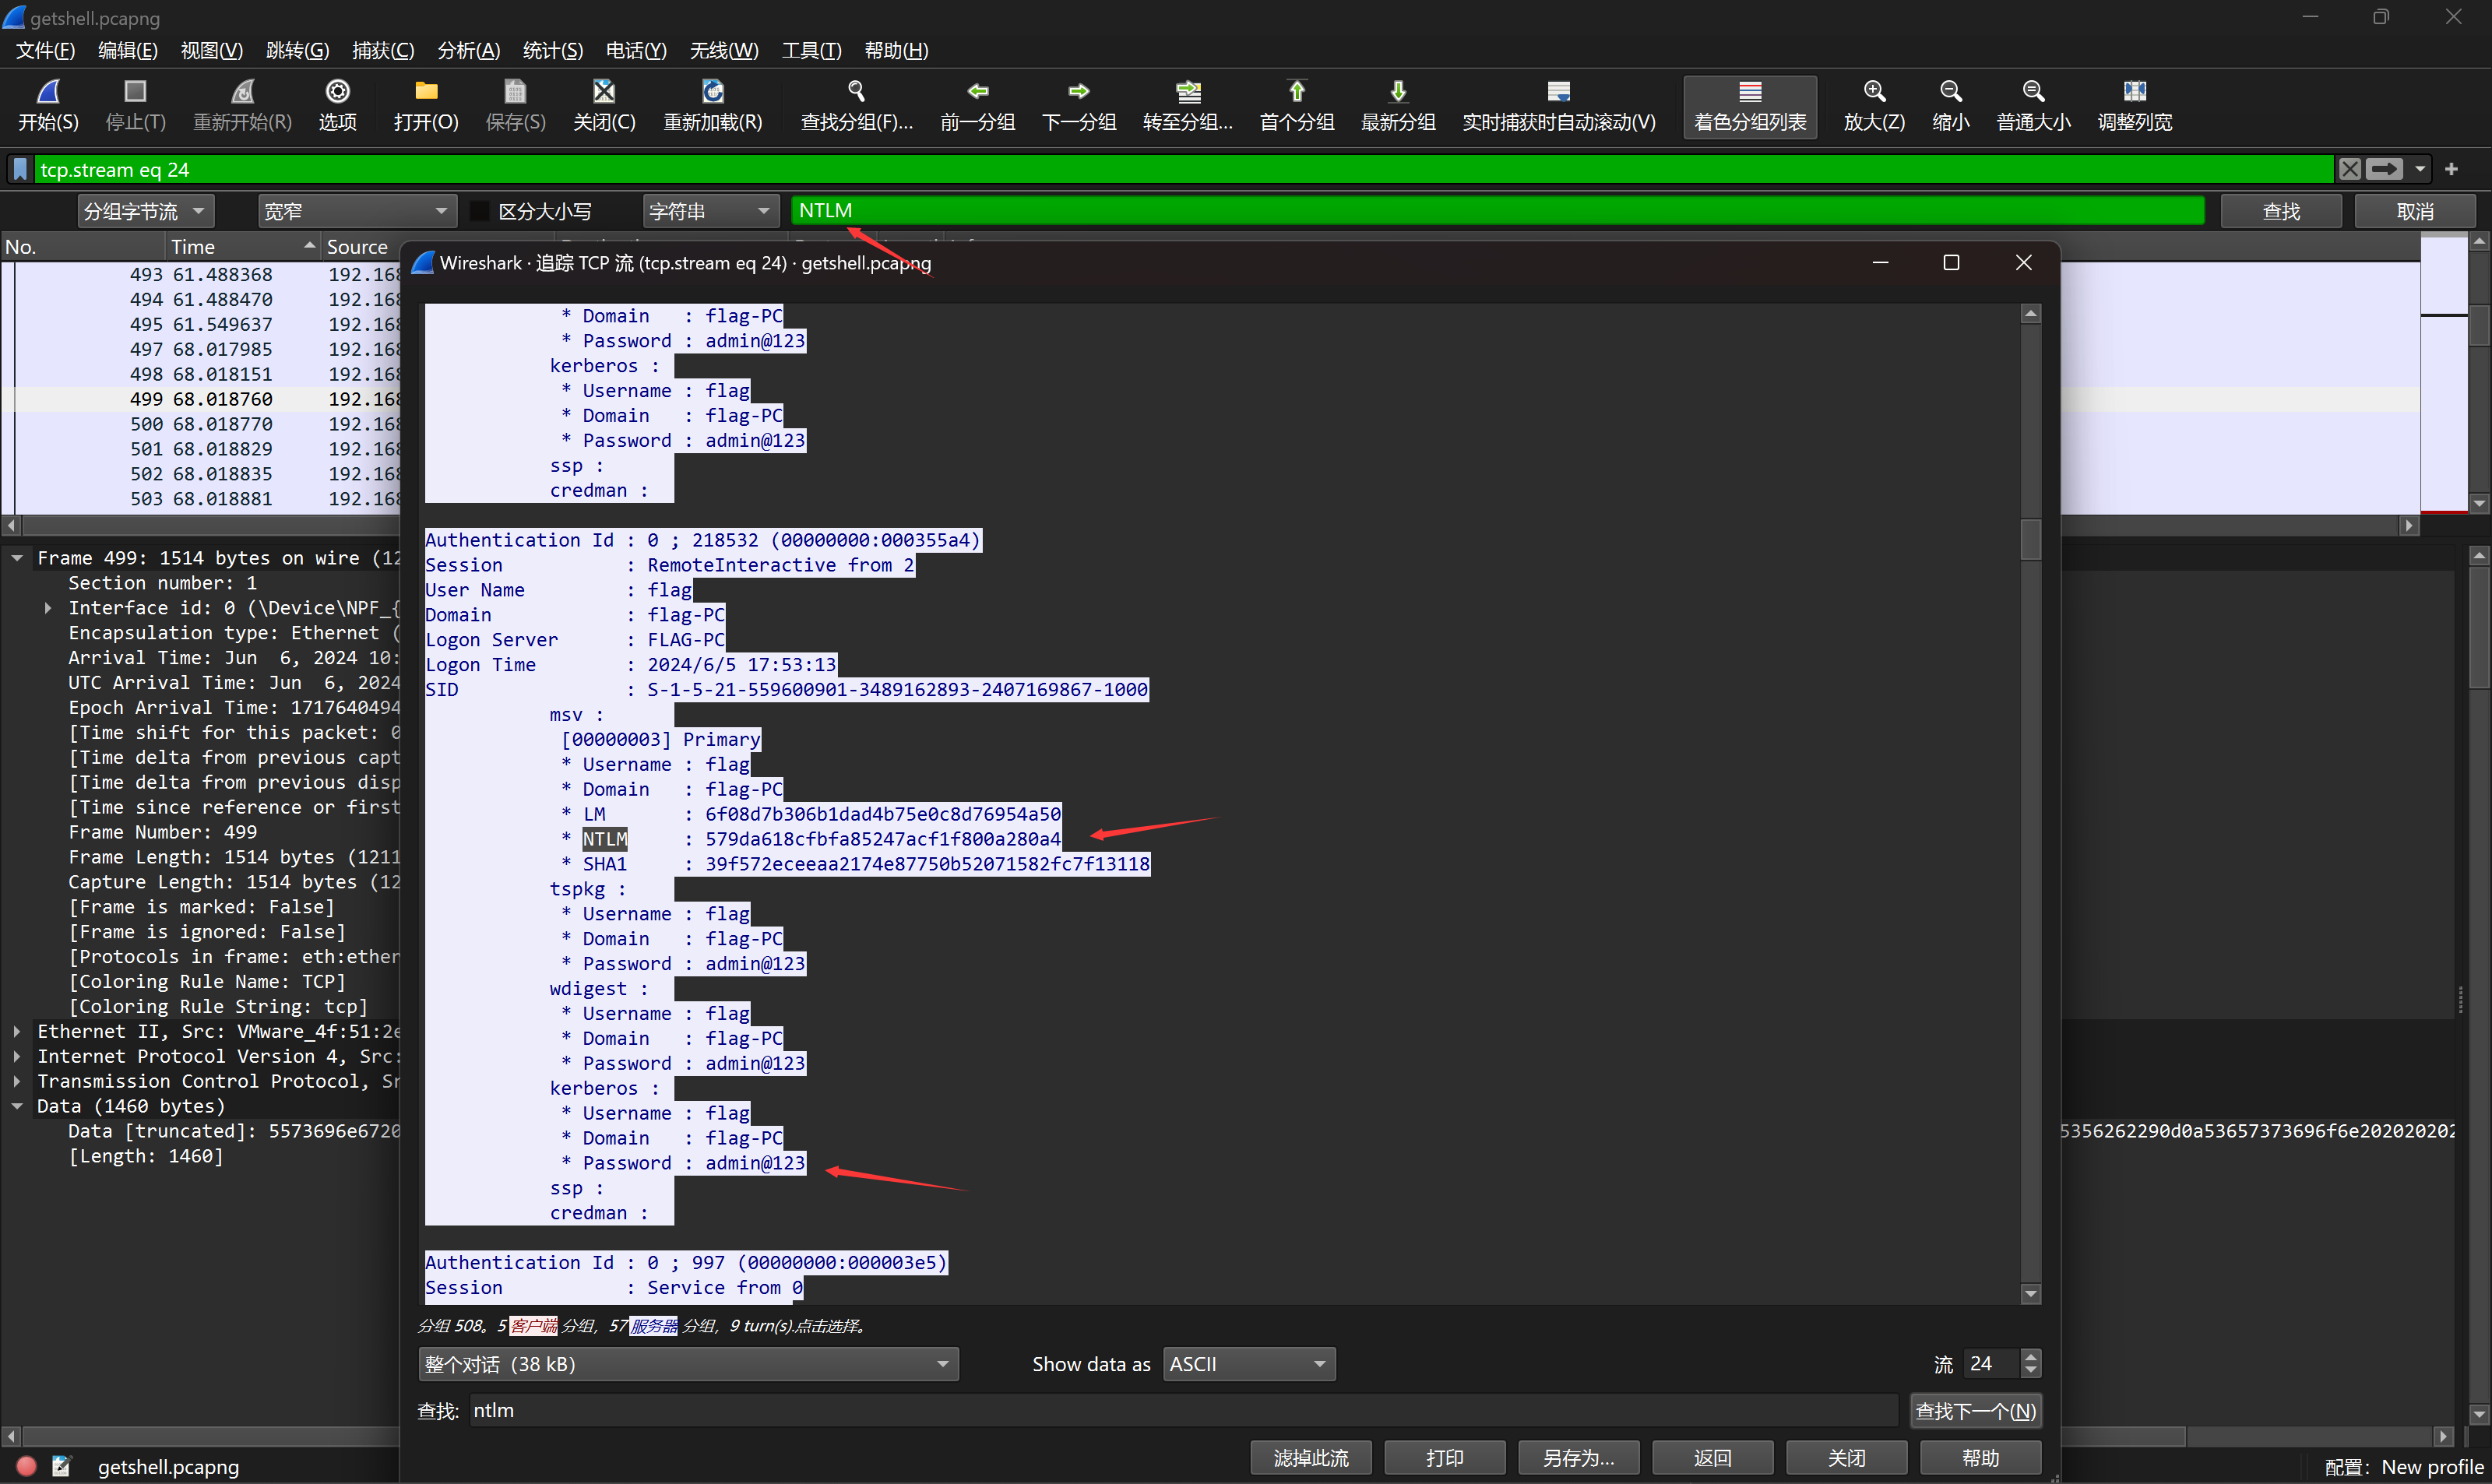 getshell.pcapng
文件(F) 编辑(E) 视图(V) 跳转(G) 捕获(C) 分析(A) 统计(S) 电话(Y) 无线(W) 工具(T) 帮助(H)
开始(S) 停止(T) 重新开始(R) 选项 打开(O) 保存(S) 关闭(C) 重新加载(R) 查找分组(F)... 前一分组 下一分组 转至分组... 首个分组 最新分组 实时捕获时自动滚动(V) 着色分组列表 放大(Z) 缩小 普通大小 调整列宽
tcp.stream eq 24
分组字节流 宽窄 区分大小写 字符串 NTLM 查找 取消
No. Time Source
493 61.488368 192.168
494 61.488470 192.168
495 61.549637 192.168
497 68.017985 192.168
498 68.018151 192.168
499 68.018760 192.168
500 68.018770 192.168
501 68.018829 192.168
502 68.018835 192.168
503 68.018881 192.168
Frame 499: 1514 bytes on wire (12
Section number: 1
Interface id: 0 (\Device\NPF_{
Encapsulation type: Ethernet (
Arrival Time: Jun  6, 2024 10:
UTC Arrival Time: Jun  6, 2024
Epoch Arrival Time: 1717640494
[Time shift for this packet: 0
[Time delta from previous capt
[Time delta from previous disp
[Time since reference or first
Frame Number: 499
Frame Length: 1514 bytes (1211
Capture Length: 1514 bytes (12
[Frame is marked: False]
[Frame is ignored: False]
[Protocols in frame: eth:ether
[Coloring Rule Name: TCP]
[Coloring Rule String: tcp]
Ethernet II, Src: VMware_4f:51:2e
Internet Protocol Version 4, Src:
Transmission Control Protocol, Sr
Data (1460 bytes)
Data [truncated]: 5573696e6720
5356262290d0a53657373696f6e202020202
[Length: 1460]
Wireshark · 追踪 TCP 流 (tcp.stream eq 24) · getshell.pcapng
* Domain   : flag-PC
* Password : admin@123
kerberos :
* Username : flag
* Domain   : flag-PC
* Password : admin@123
ssp :
credman :
Authentication Id : 0 ; 218532 (00000000:000355a4)
Session           : RemoteInteractive from 2
User Name         : flag
Domain            : flag-PC
Logon Server      : FLAG-PC
Logon Time        : 2024/6/5 17:53:13
SID               : S-1-5-21-559600901-3489162893-2407169867-1000
msv :
[00000003] Primary
* Username : flag
* Domain   : flag-PC
* LM       : 6f08d7b306b1dad4b75e0c8d76954a50
* NTLM     : 579da618cfbfa85247acf1f800a280a4
* SHA1     : 39f572eceeaa2174e87750b52071582fc7f13118
tspkg :
* Username : flag
* Domain   : flag-PC
* Password : admin@123
wdigest :
* Username : flag
* Domain   : flag-PC
* Password : admin@123
kerberos :
* Username : flag
* Domain   : flag-PC
* Password : admin@123
ssp :
credman :
Authentication Id : 0 ; 997 (00000000:000003e5)
Session           : Service from 0
分组 508。5 客户端 分组, 57 服务器 分组, 9 turn(s).点击选择。
整个对话 (38 kB) Show data as ASCII 流 24
查找: ntlm 查找下一个(N)
滤掉此流 打印 另存为... 返回 关闭 帮助
getshell.pcapng 配置: New profile